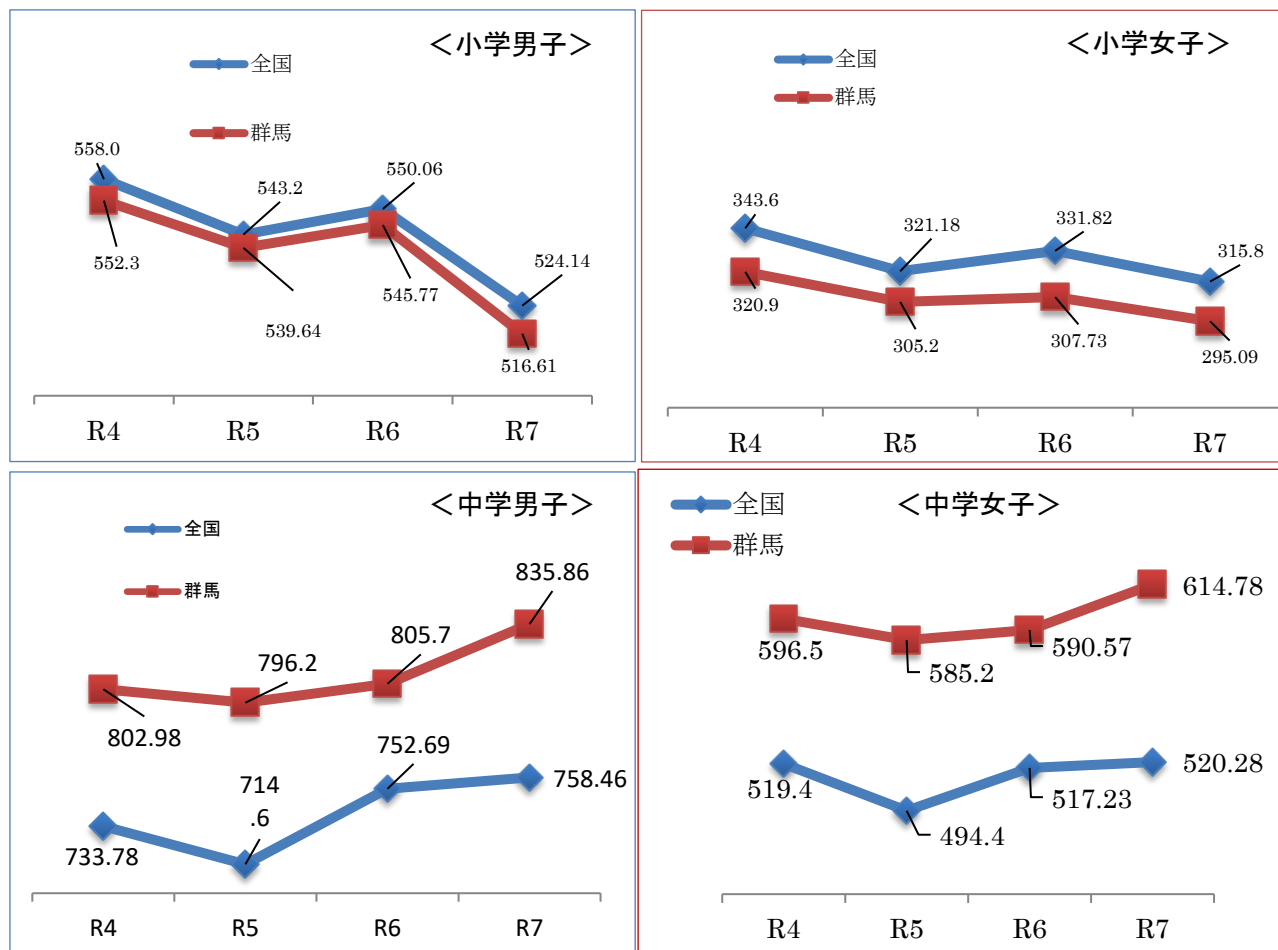 ＜小学男子＞
全国
群馬
558.0
543.2
550.06
524.14
552.3
539.64
545.77
516.61
R4 R5 R6 R7
＜小学女子＞
全国
群馬
343.6
321.18
331.82
315.8
320.9
305.2
307.73
295.09
R4 R5 R6 R7
＜中学男子＞
全国
群馬
802.98
796.2
805.7
835.86
733.78
714
.6
752.69
758.46
R4 R5 R6 R7
＜中学女子＞
全国
群馬
596.5
585.2
590.57
614.78
519.4
494.4
517.23
520.28
R4 R5 R6 R7